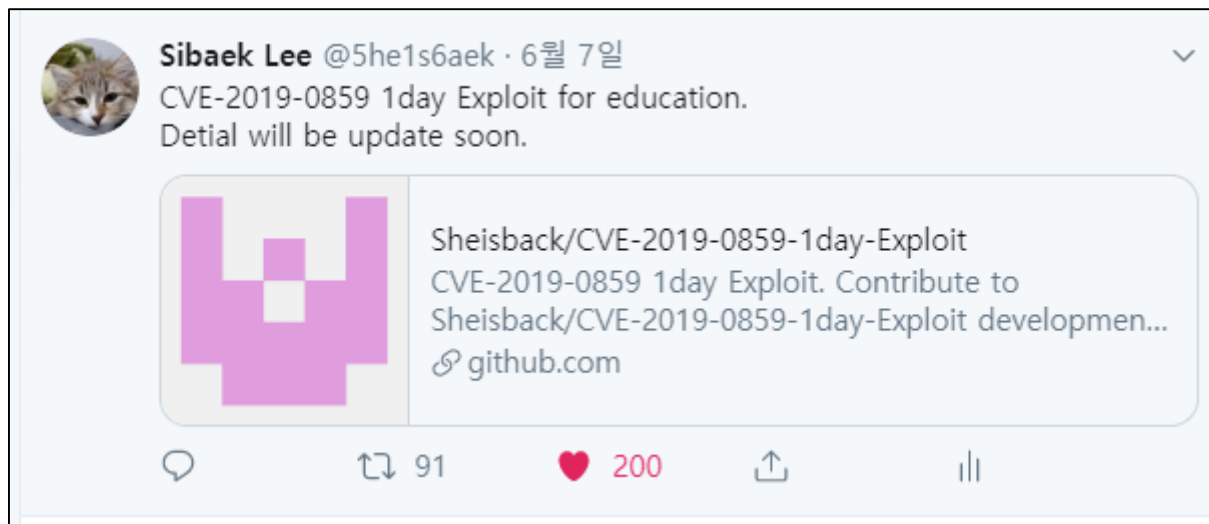 Sibaek Lee @5he1s6aek · 6월 7일
CVE-2019-0859 1day Exploit for education.
Detial will be update soon.
Sheisback/CVE-2019-0859-1day-Exploit
CVE-2019-0859 1day Exploit. Contribute to
Sheisback/CVE-2019-0859-1day-Exploit developmen...
github.com
91 200